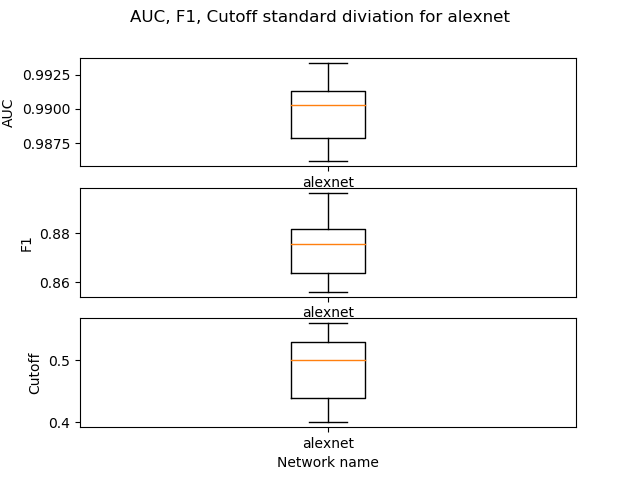 AUC, F1, Cutoff standard diviation for alexnet
0.9925
0.9900
0.9875
AUC
alexnet
0.88
0.86
F1
alexnet
0.5
0.4
Cutoff
alexnet
Network name